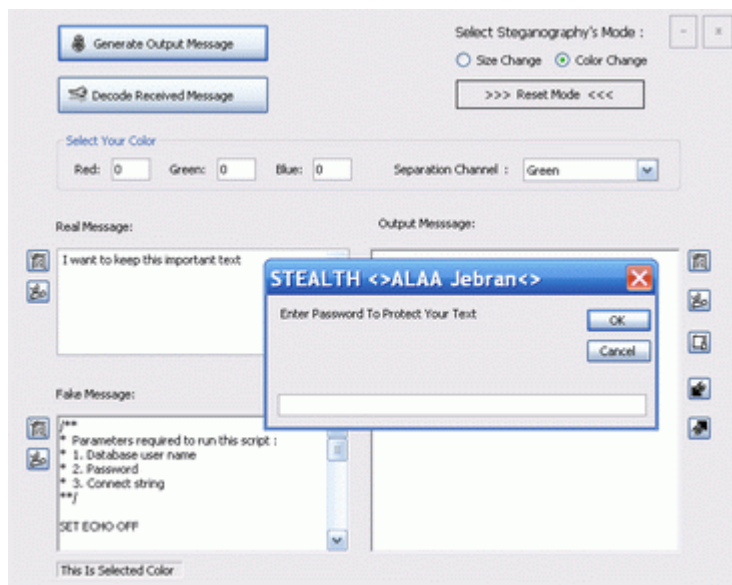 Generate Output Message
Select Steganography's Mode :
Size Change Color Change
Decode Received Message
>>> Reset Mode <<<
Select Your Color
Red: 0 Green: 0 Blue: 0 Separation Channel : Green
Real Message:
Output Messsage:
I want to keep this important text
STEALTH <>ALAA Jebran<>
Enter Password To Protect Your Text
OK
Cancel
Fake Message:
/**
* Parameters required to run this script :
* 1. Database user name
* 2. Password
* 3. Connect string
**/
SET ECHO OFF
This Is Selected Color